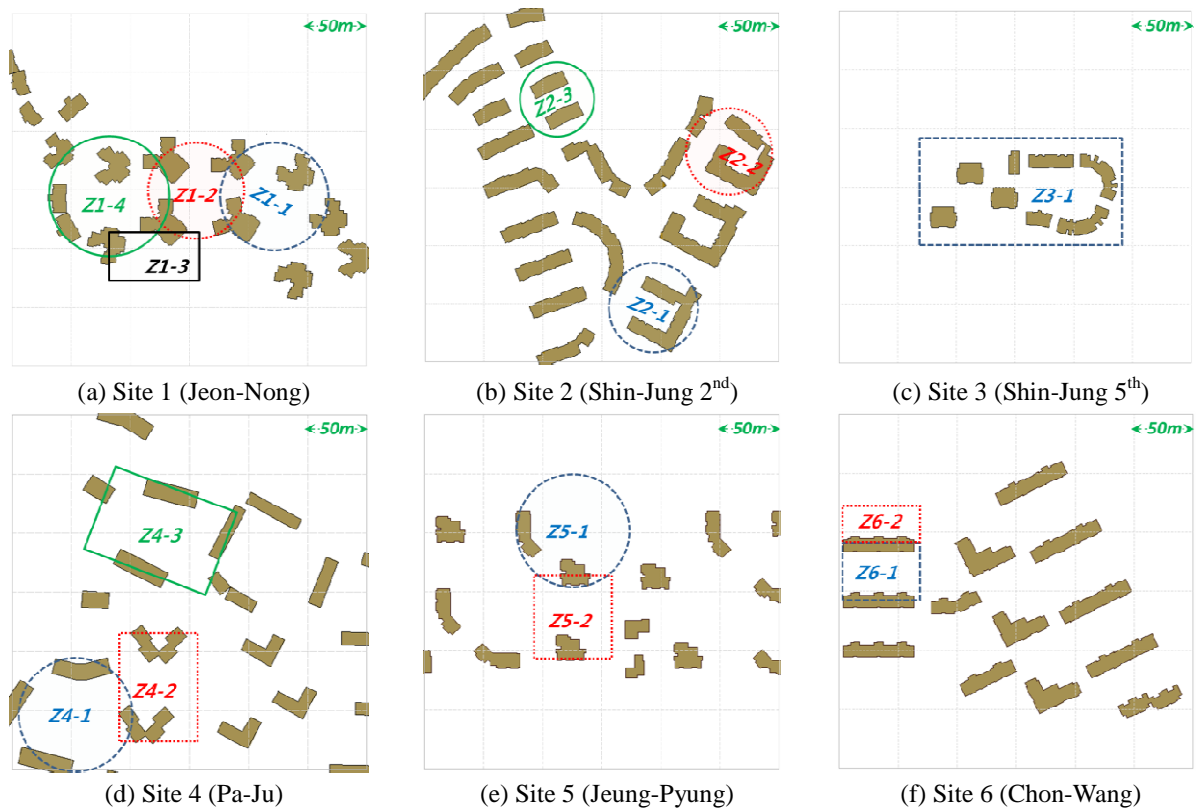 50m
50m
50m
Z1-4
Z1-2
Z1-1
Z1-3
Z2-3
Z2-2
Z2-1
Z3-1
(a) Site 1 (Jeon-Nong)
(b) Site 2 (Shin-Jung 2nd)
(c) Site 3 (Shin-Jung 5th)
50m
50m
50m
Z4-3
Z4-2
Z4-1
Z5-1
Z5-2
Z6-2
Z6-1
(d) Site 4 (Pa-Ju)
(e) Site 5 (Jeung-Pyung)
(f) Site 6 (Chon-Wang)